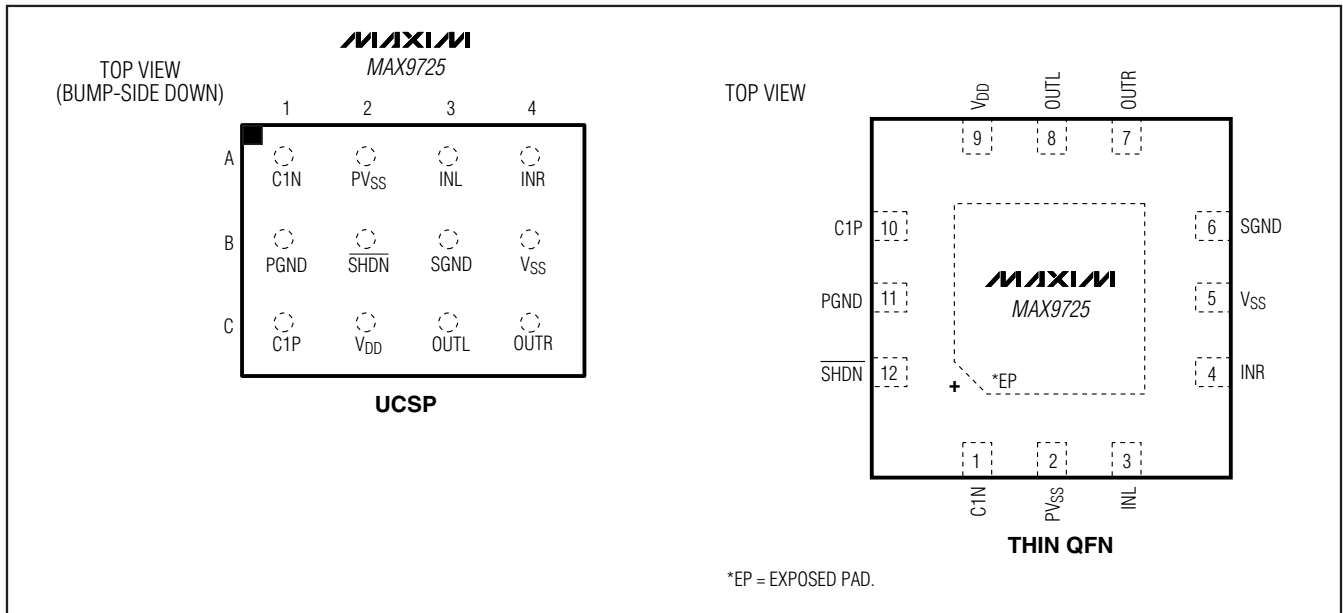 MAXIM
MAX9725
TOP VIEW
(BUMP-SIDE DOWN)
1 2 3 4
A
C1N PVSS INL INR
B
PGND SHDN SGND VSS
C
C1P VDD OUTL OUTR
UCSP
TOP VIEW
VDD OUTL OUTR
9 8 7
C1P 10 6 SGND
PGND 11 5 VSS
SHDN 12 4 INR
MAXIM
MAX9725
*EP
+
1 2 3
C1N PVSS INL
THIN QFN
*EP = EXPOSED PAD.